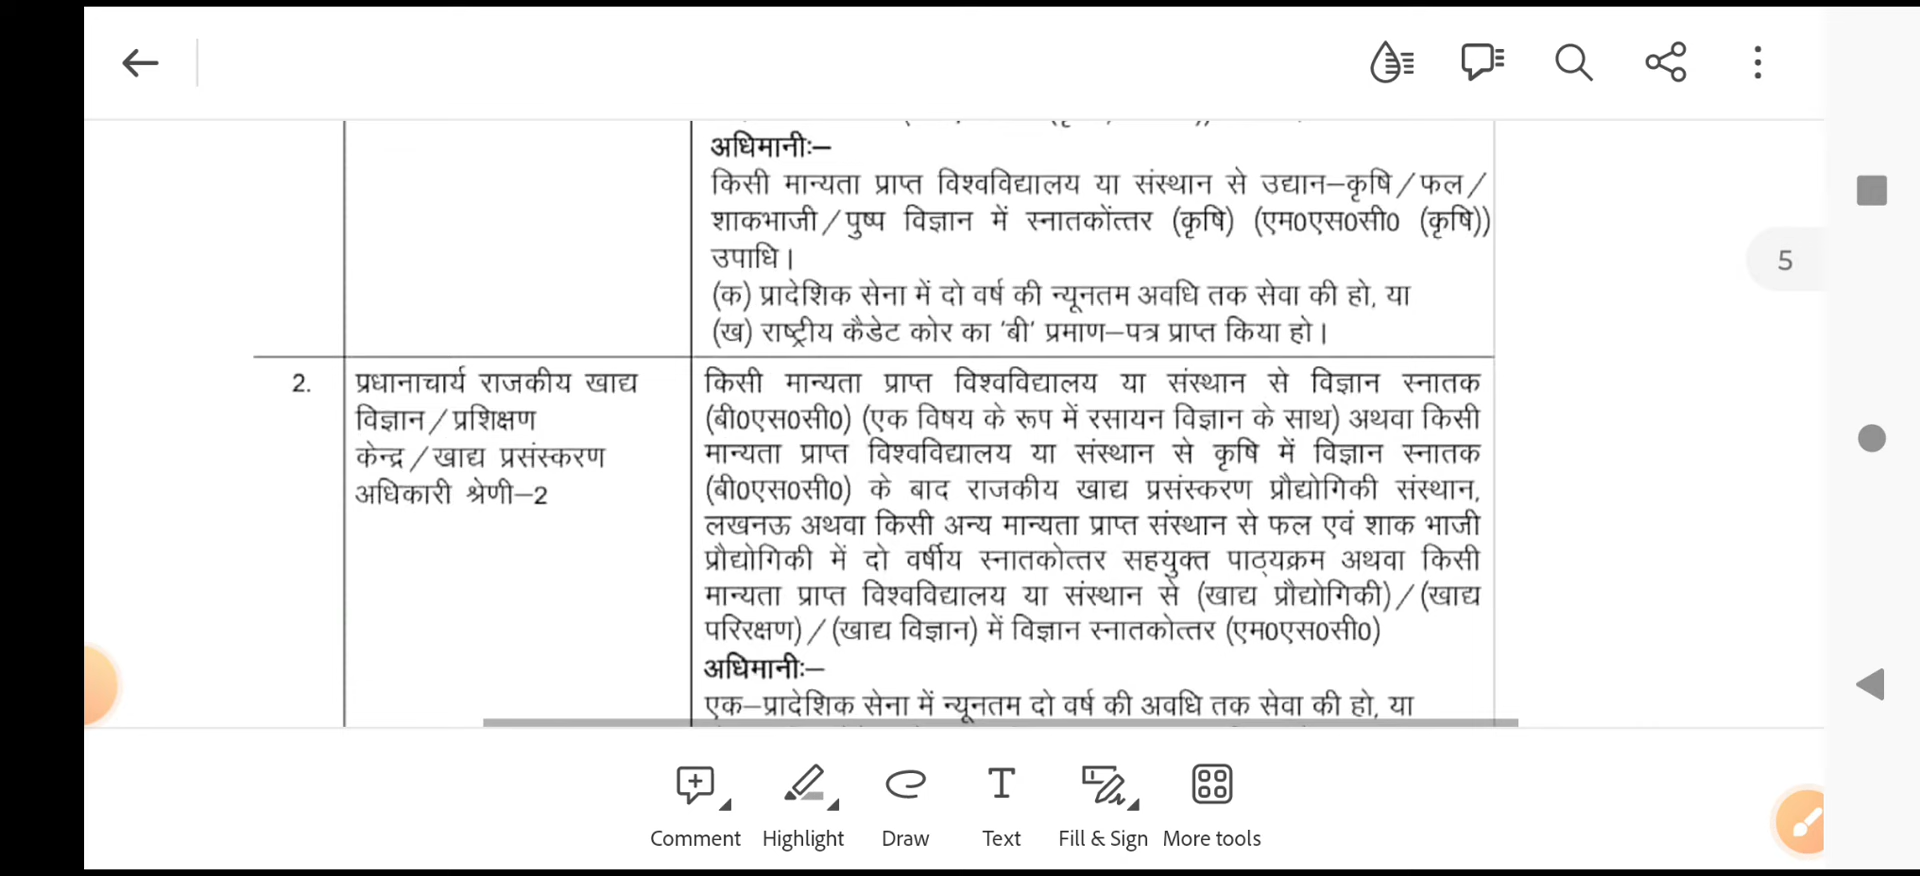 अधिमानीः–
किसी मान्यता प्राप्त विश्वविद्यालय या संस्थान से उद्यान–कृषि/फल/
शाकभाजी/पुष्प विज्ञान में स्नातकोंत्तर (कृषि) (एम0एस0सी0 (कृषि))
उपाधि।
(क) प्रादेशिक सेना में दो वर्ष की न्यूनतम अवधि तक सेवा की हो, या
(ख) राष्ट्रीय कैडेट कोर का 'बी' प्रमाण–पत्र प्राप्त किया हो।
5
2.
प्रधानाचार्य राजकीय खाद्य
विज्ञान/प्रशिक्षण
केन्द्र/खाद्य प्रसंस्करण
अधिकारी श्रेणी–2
किसी मान्यता प्राप्त विश्वविद्यालय या संस्थान से विज्ञान स्नातक
(बी0एस0सी0) (एक विषय के रूप में रसायन विज्ञान के साथ) अथवा किसी
मान्यता प्राप्त विश्वविद्यालय या संस्थान से कृषि में विज्ञान स्नातक
(बी0एस0सी0) के बाद राजकीय खाद्य प्रसंस्करण प्रौद्योगिकी संस्थान,
लखनऊ अथवा किसी अन्य मान्यता प्राप्त संस्थान से फल एवं शाक भाजी
प्रौद्योगिकी में दो वर्षीय स्नातकोत्तर सहयुक्त पाठ्यक्रम अथवा किसी
मान्यता प्राप्त विश्वविद्यालय या संस्थान से (खाद्य प्रौद्योगिकी)/(खाद्य
परिरक्षण)/(खाद्य विज्ञान) में विज्ञान स्नातकोत्तर (एम0एस0सी0)
अधिमानीः–
एक–प्रादेशिक सेना में न्यूनतम दो वर्ष की अवधि तक सेवा की हो, या
Comment Highlight Draw Text Fill & Sign More tools